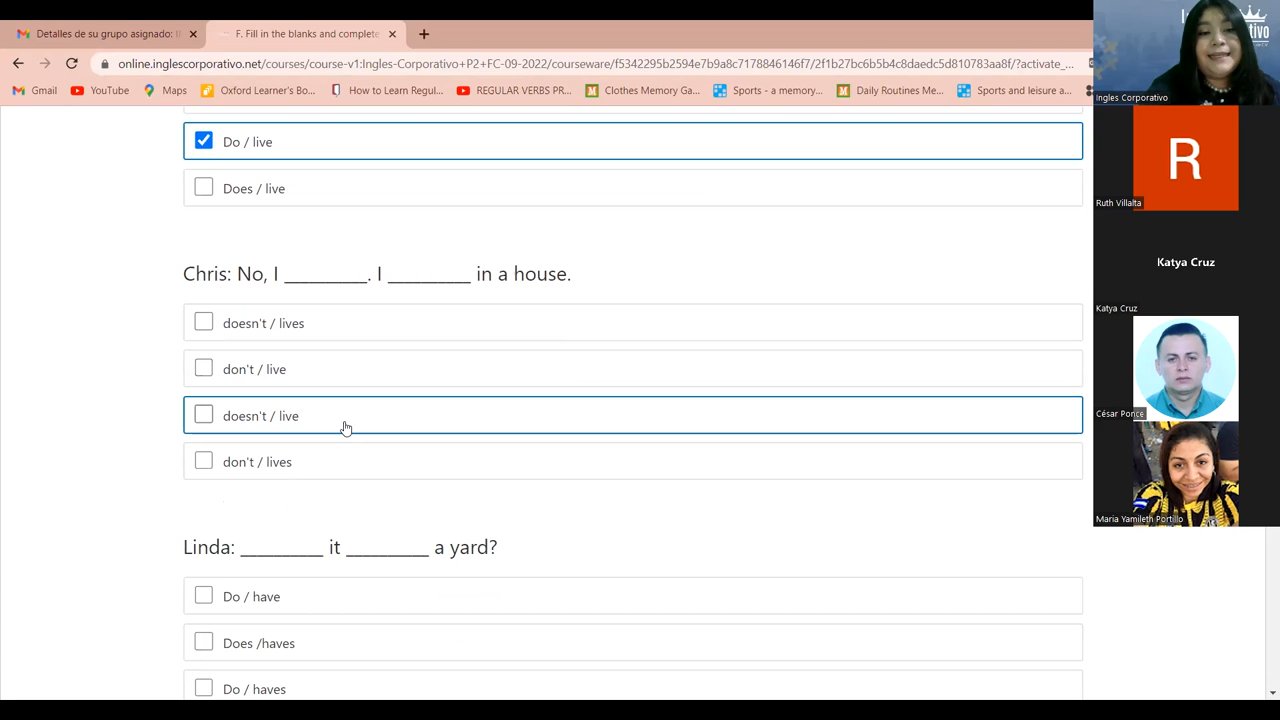 Detalles de su grupo asignado: I
F. Fill in the blanks and complete
online.inglescorporativo.net/courses/course-v1:Ingles-Corporativo+P2+FC-09-2022/courseware/f5342295b2594e7b9a8c7178846146f7/2f1b27bc6b5b4c8daedc5d810783aa8f/?activate_...
Gmail
YouTube
Maps
Oxford Learner's Bo...
How to Learn Regul...
REGULAR VERBS PR...
Clothes Memory Ga...
Sports - a memory...
Daily Routines Me...
Sports and leisure a...
Do / live
Does / live
Chris: No, I __________. I __________ in a house.
doesn't / lives
don't / live
doesn't / live
don't / lives
Linda: __________ it __________ a yard?
Do / have
Does /haves
Do / haves
Ingles Corporativo
R
Ruth Villalta
Katya Cruz
Katya Cruz
César Ponce
Maria Yamileth Portillo